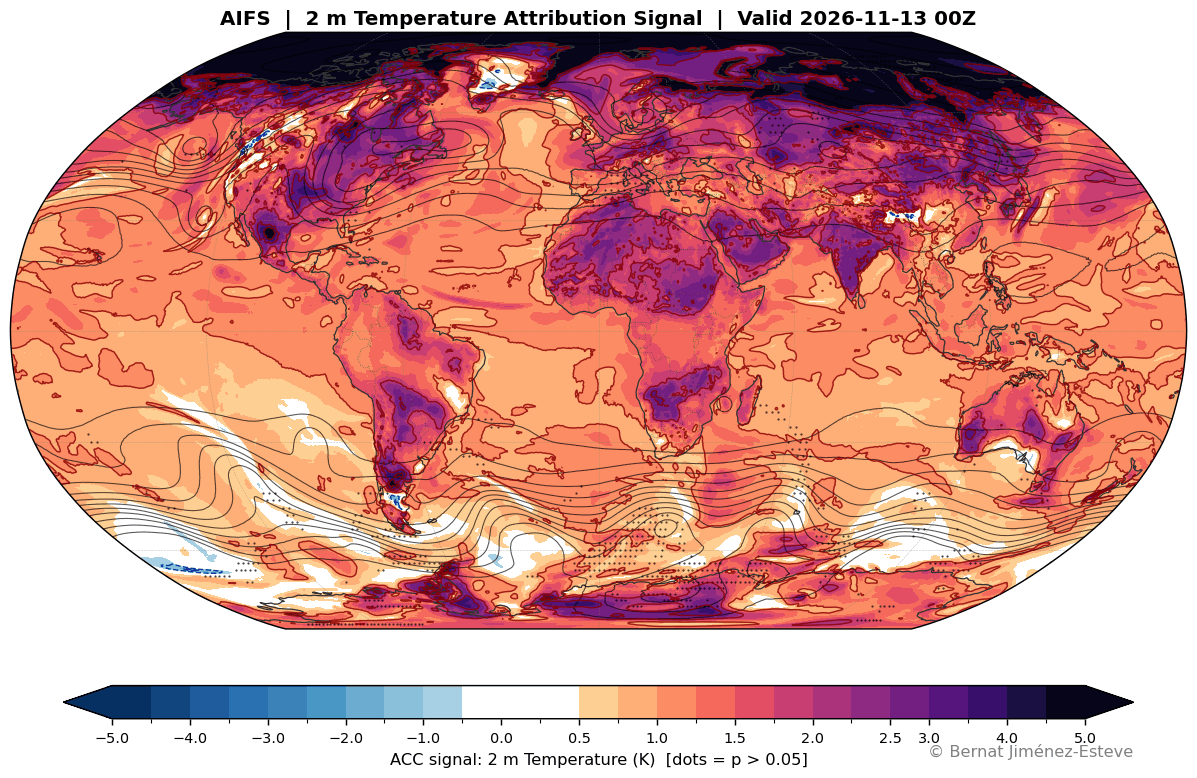 AIFS | 2 m Temperature Attribution Signal | Valid 2026-11-13 00Z
−5.0 −4.0 −3.0 −2.0 −1.0 0.0 0.5 1.0 1.5 2.0 2.5 3.0 4.0 5.0
© Bernat Jiménez-Esteve
ACC signal: 2 m Temperature (K) [dots = p > 0.05]